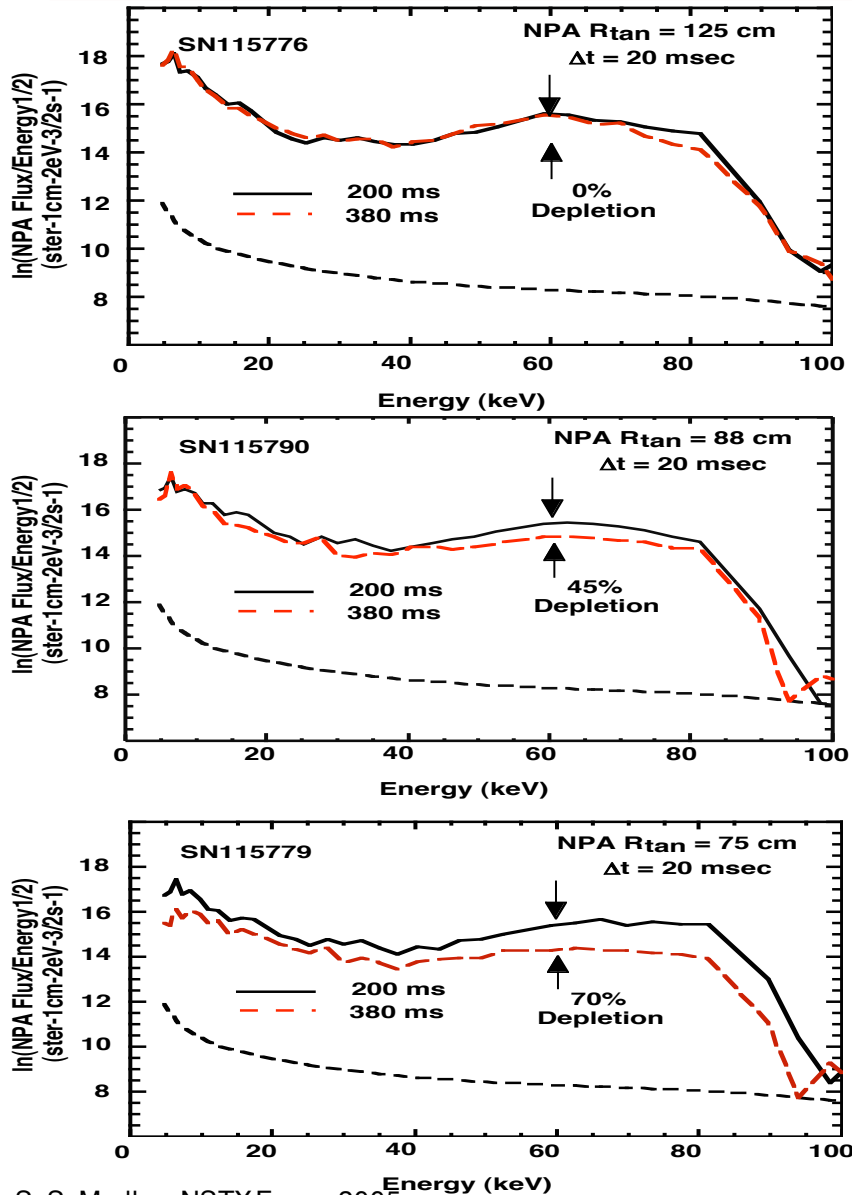 SN115776
NPA Rtan = 125 cm
Δt = 20 msec
ln(NPA Flux/Energy1/2)
(ster-1cm-2eV-3/2s-1)
18
16
14
12
10
8
200 ms
380 ms
0%
Depletion
0 20 40 60 80 100
Energy (keV)
SN115790
NPA Rtan = 88 cm
Δt = 20 msec
ln(NPA Flux/Energy1/2)
(ster-1cm-2eV-3/2s-1)
18
16
14
12
10
8
200 ms
380 ms
45%
Depletion
0 20 40 60 80 100
Energy (keV)
SN115779
NPA Rtan = 75 cm
Δt = 20 msec
ln(NPA Flux/Energy1/2)
(ster-1cm-2eV-3/2s-1)
18
16
14
12
10
8
200 ms
380 ms
70%
Depletion
0 20 40 60 80 100
Energy (keV)